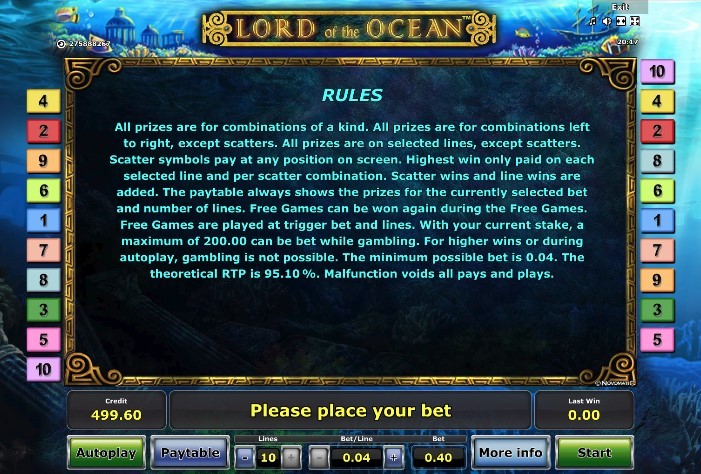 Exit
LORD of the OCEAN™
275888267
20:17
RULES
All prizes are for combinations of a kind. All prizes are for combinations left
to right, except scatters. All prizes are on selected lines, except scatters.
Scatter symbols pay at any position on screen. Highest win only paid on each
selected line and per scatter combination. Scatter wins and line wins are
added. The paytable always shows the prizes for the currently selected bet
and number of lines. Free Games can be won again during the Free Games.
Free Games are played at trigger bet and lines. With your current stake, a
maximum of 200.00 can be bet while gambling. For higher wins or during
autoplay, gambling is not possible. The minimum possible bet is 0.04. The
theoretical RTP is 95.10%. Malfunction voids all pays and plays.
4
2
9
6
1
7
8
3
5
10
10
4
2
8
6
1
7
9
3
5
© NOVOMATIC
Credit
499.60
Please place your bet
Last Win
0.00
Autoplay
Paytable
Lines
- 10 +
Bet/Line
- 0.04 +
Bet
0.40
More info
Start